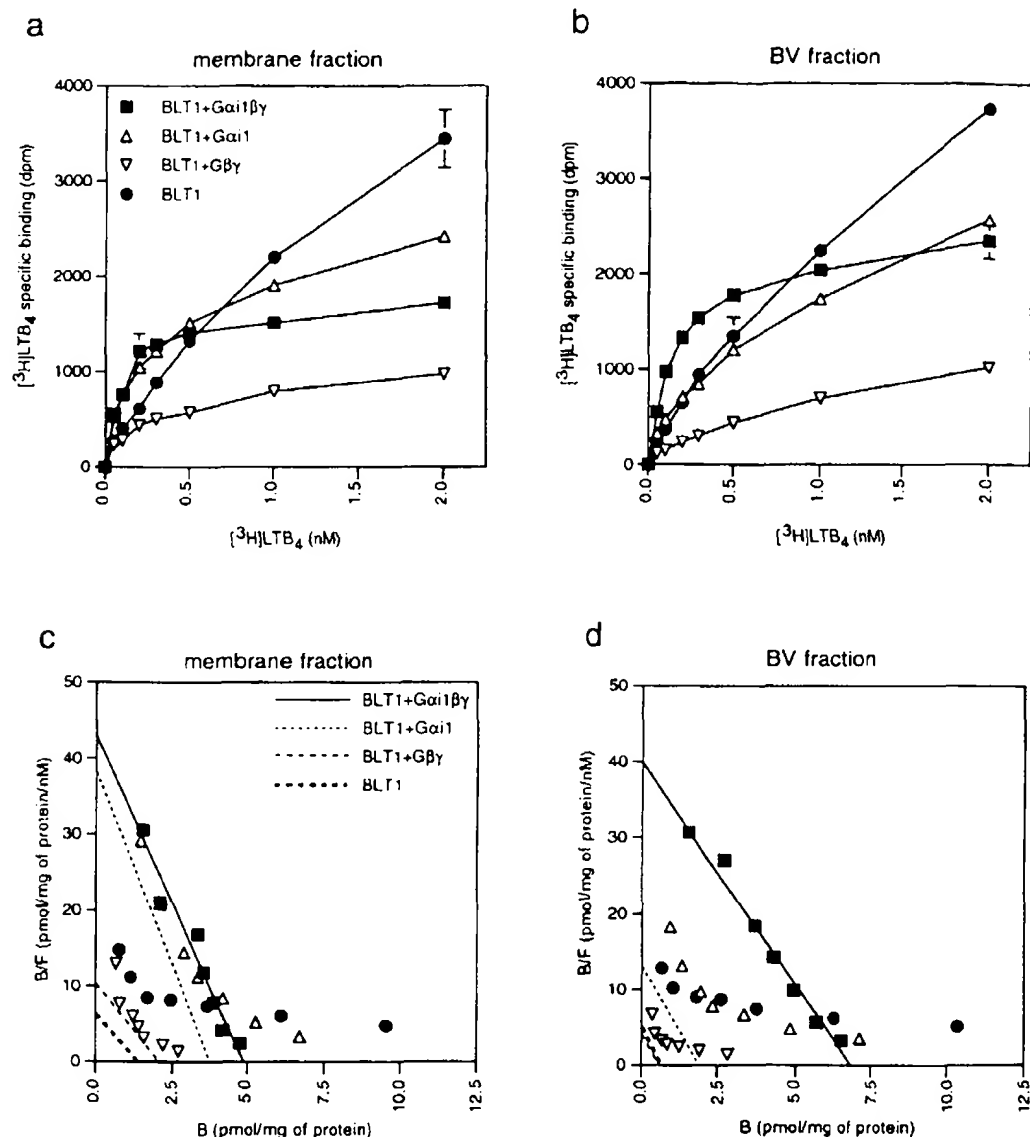 a
membrane fraction
[³H]LTB₄ specific binding (dpm)
4000
3000
2000
1000
0
BLT1+Gαi1βγ
BLT1+Gαi1
BLT1+Gβγ
BLT1
0.0
0.5
1.0
1.5
2.0
[³H]LTB₄ (nM)
b
BV fraction
[³H]LTB₄ specific binding (dpm)
4000
3000
2000
1000
0
0.0
0.5
1.0
1.5
2.0
[³H]LTB₄ (nM)
c
membrane fraction
B/F (pmol/mg of protein/nM)
50
40
30
20
10
0
BLT1+Gαi1βγ
BLT1+Gαi1
BLT1+Gβγ
BLT1
0.0
2.5
5.0
7.5
10.0
12.5
B (pmol/mg of protein)
d
BV fraction
B/F (pmol/mg of protein/nM)
50
40
30
20
10
0
0.0
2.5
5.0
7.5
10.0
12.5
B (pmol/mg of protein)